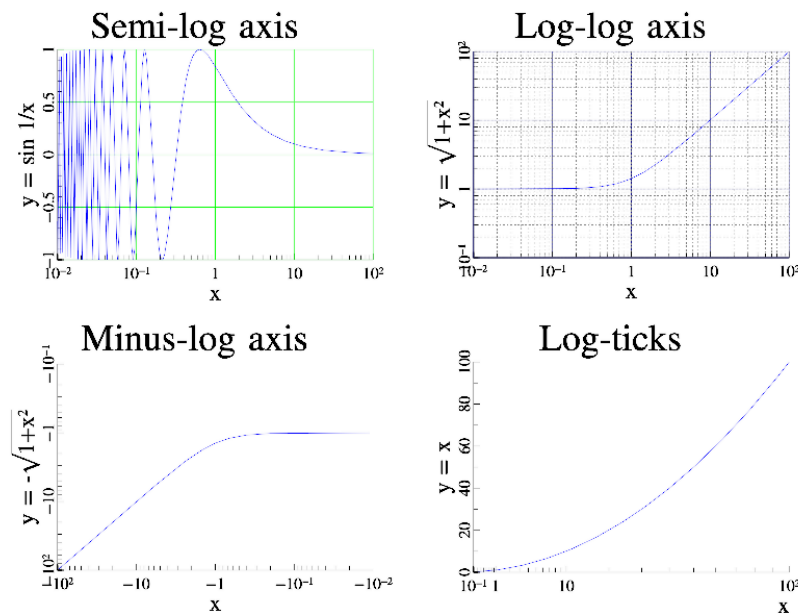 Semi-log axis
y = sin 1/x
1
0.5
0
−0.5
−1
10⁻² 10⁻¹ 1 10 10²
x
Log-log axis
y = √1+x²
10²
10
1
10⁻¹
10⁻² 10⁻¹ 1 10 10²
x
Minus-log axis
y = -√1+x²
−10⁻¹
−1
−10
−10²
−10² −10 −1 −10⁻¹ −10⁻²
x
Log-ticks
y = x
100
80
60
40
20
0
10⁻¹ 1 10 10²
x